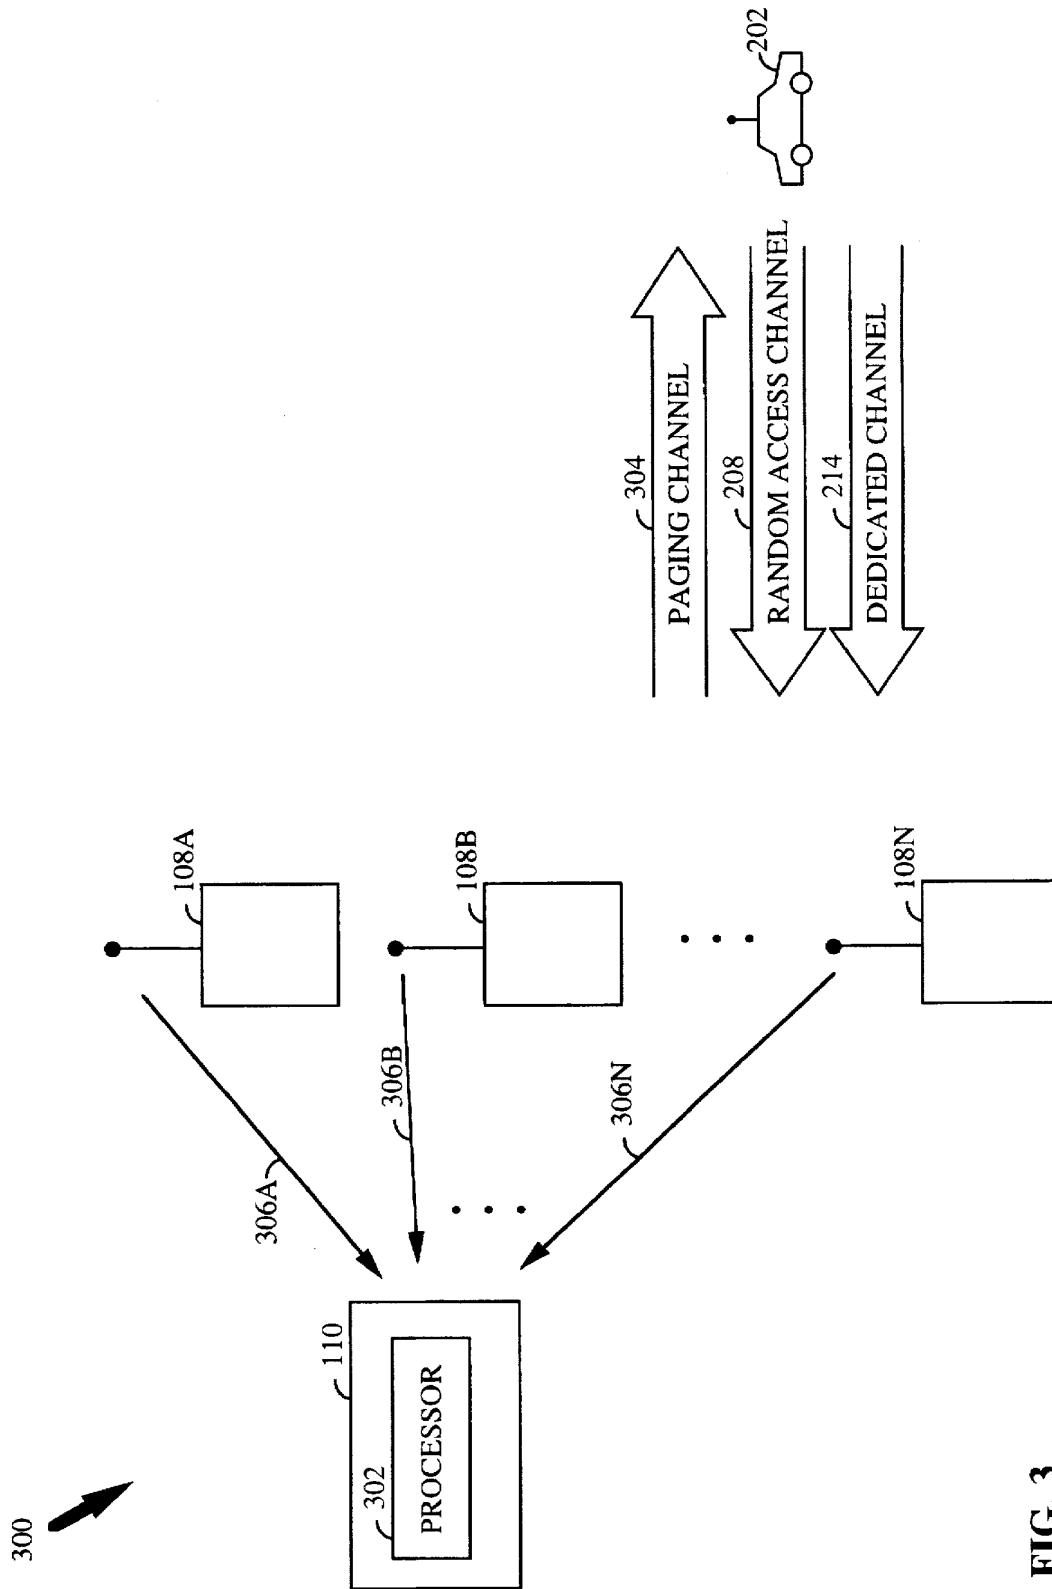 300
110
302
PROCESSOR
306A
306B
306N
108A
108B
108N
304
PAGING CHANNEL
208
RANDOM ACCESS CHANNEL
214
DEDICATED CHANNEL
202
FIG. 3